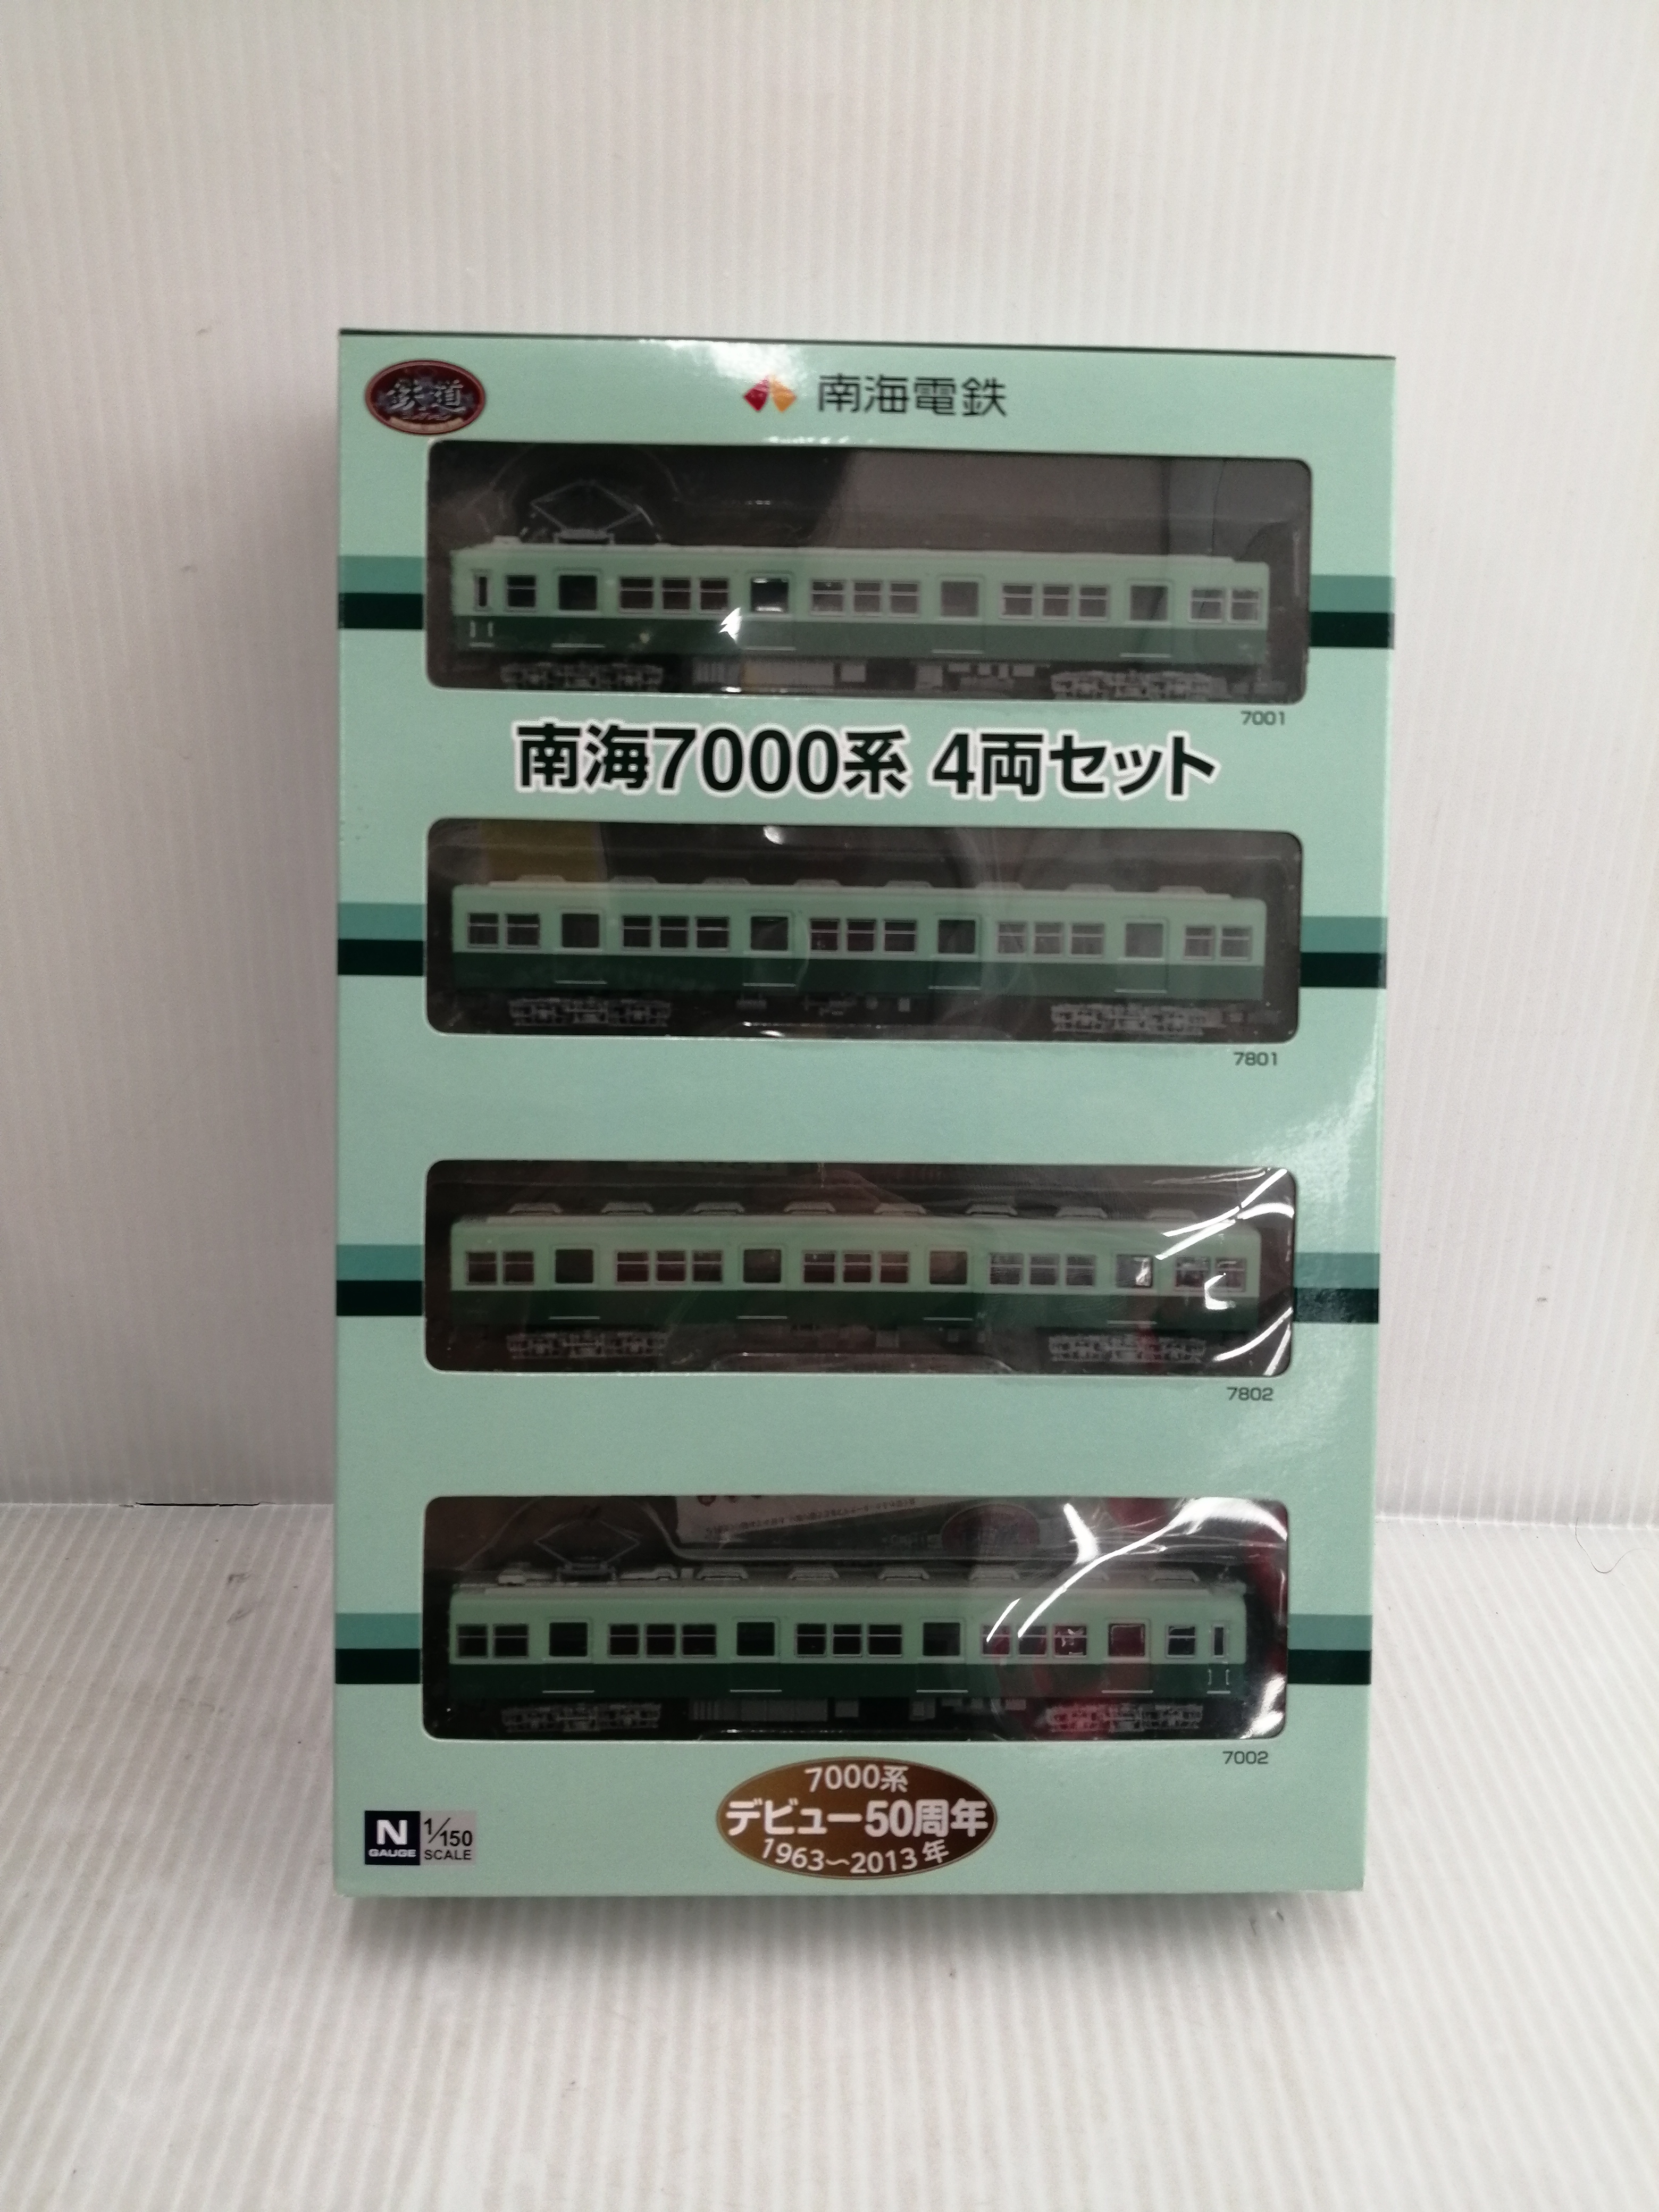 鉄道
南海電鉄
7001
南海7000系 4両セット
7801
7802
7002
7000系
デビュー50周年
1963〜2013年
N
GAUGE
1/150
SCALE